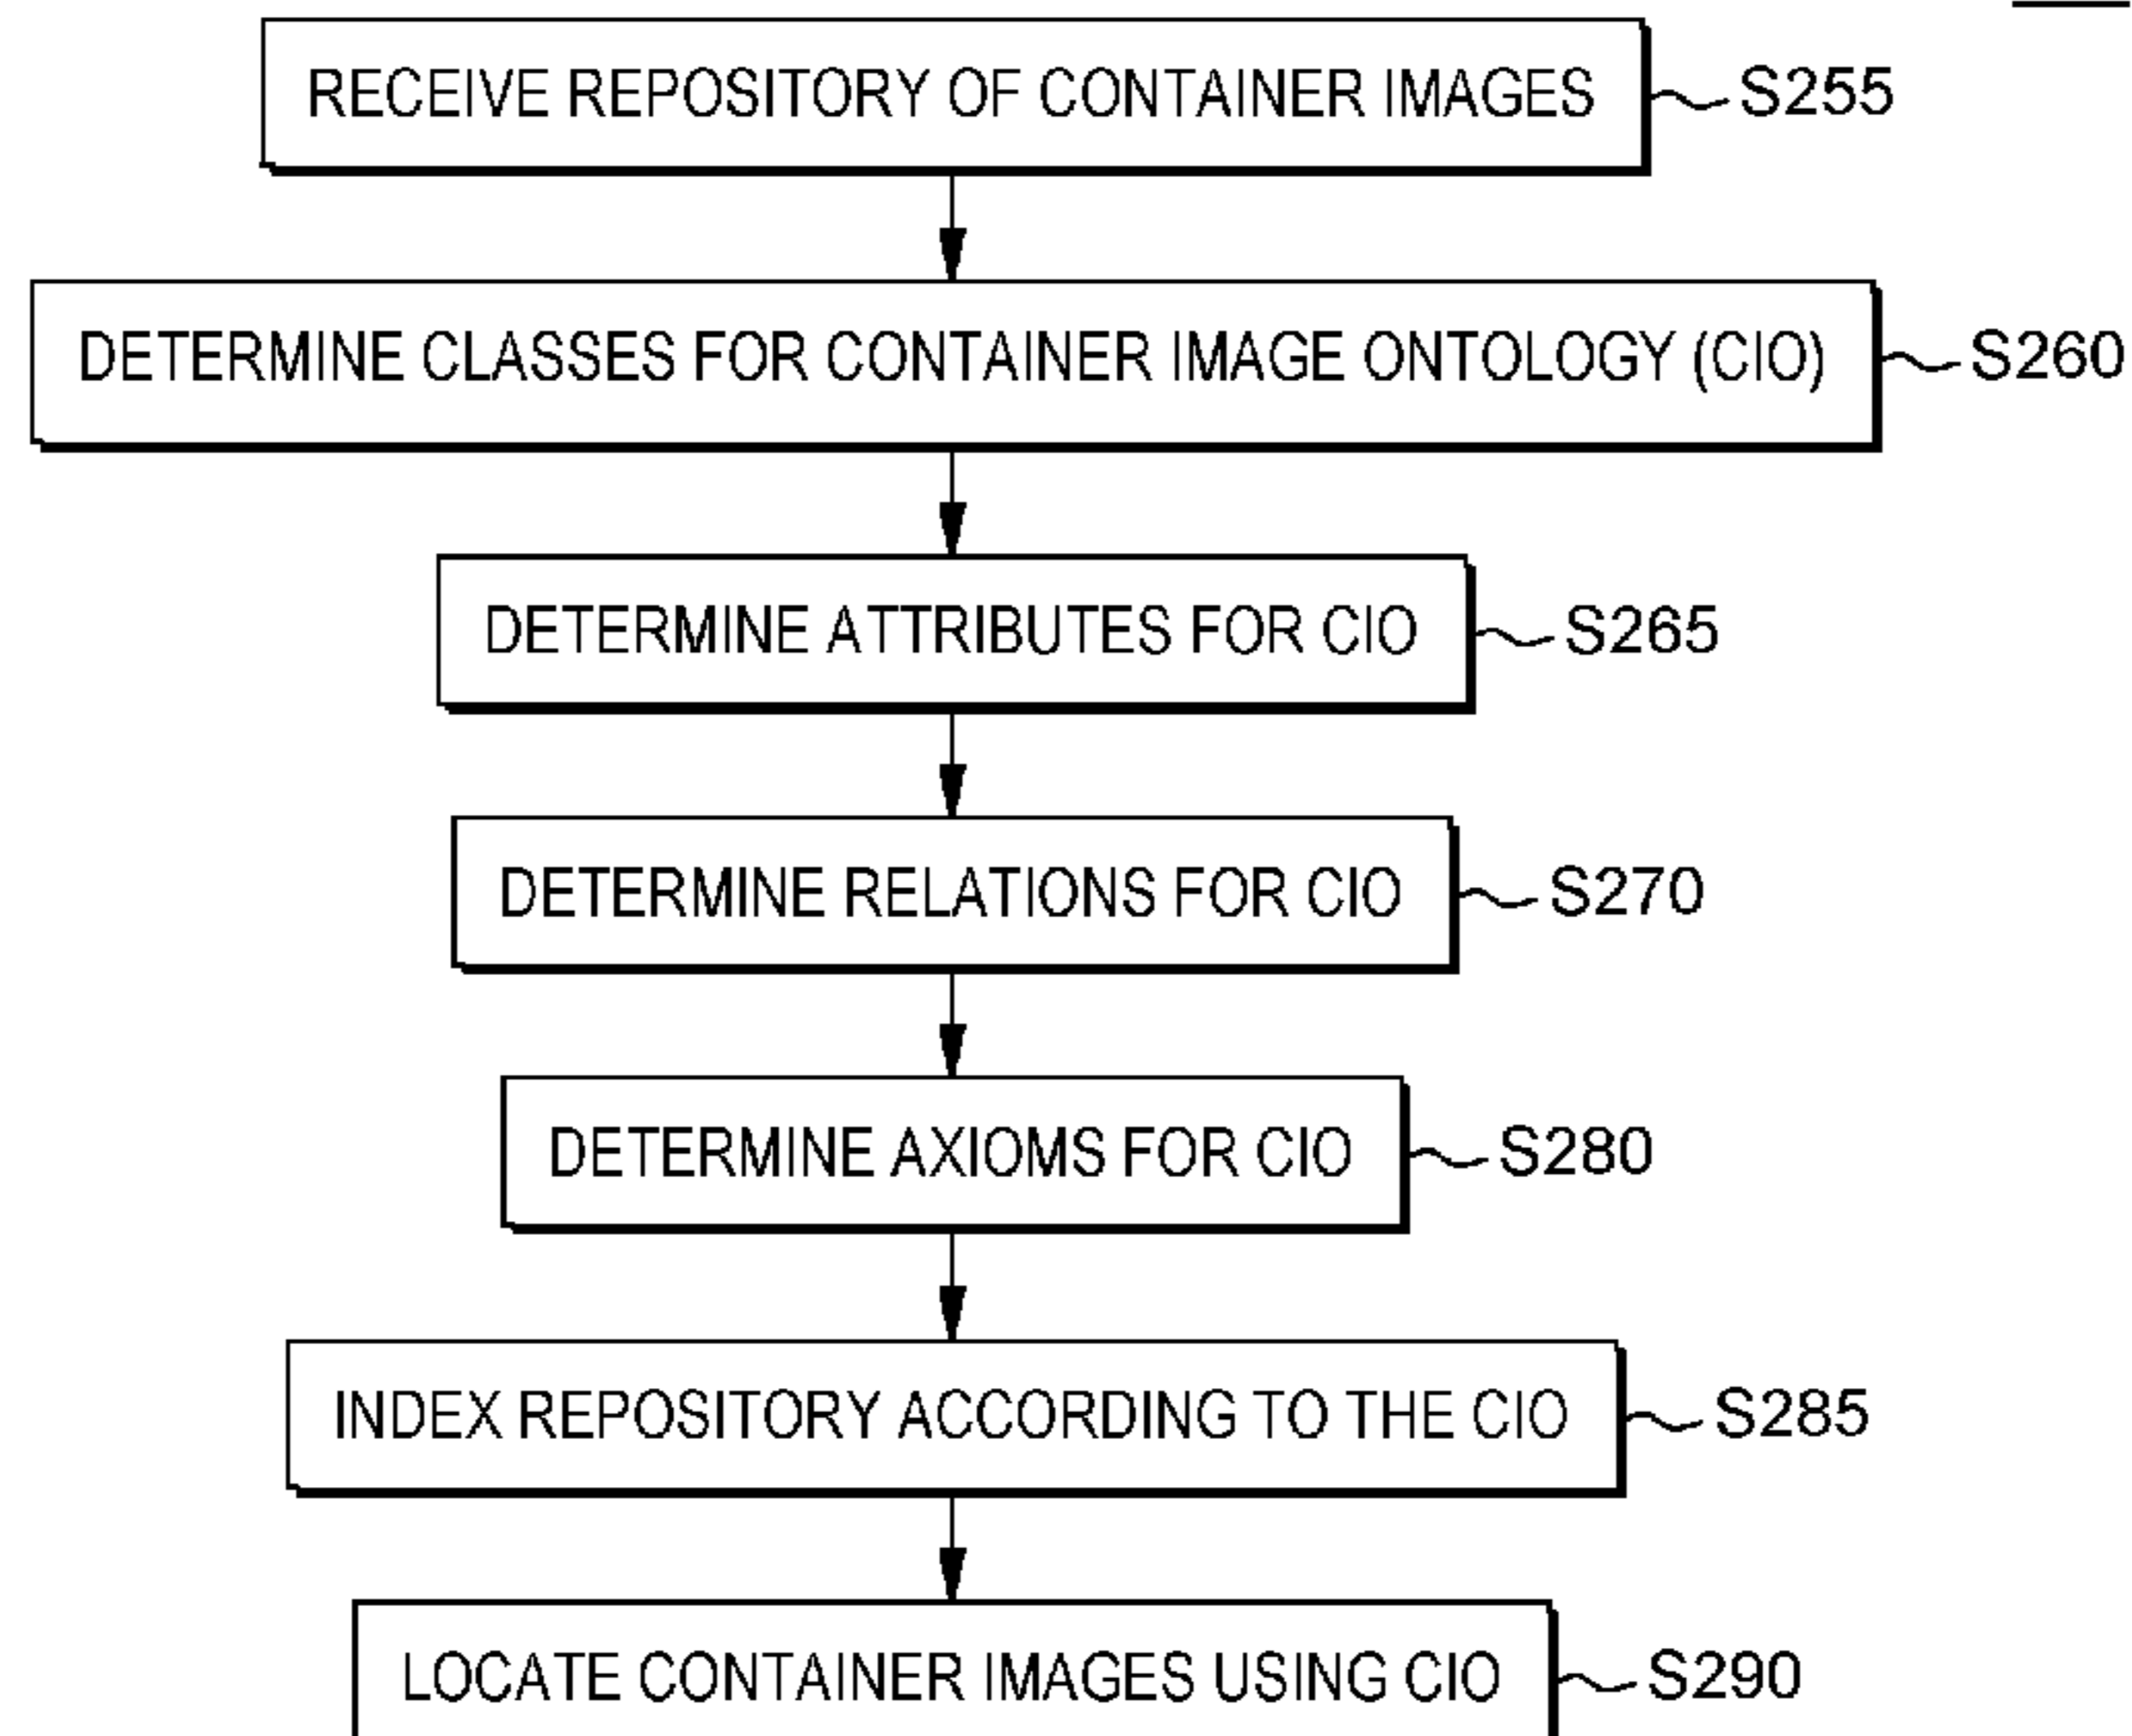 RECEIVE REPOSITORY OF CONTAINER IMAGES S255
DETERMINE CLASSES FOR CONTAINER IMAGE ONTOLOGY (CIO) S260
DETERMINE ATTRIBUTES FOR CIO S265
DETERMINE RELATIONS FOR CIO S270
DETERMINE AXIOMS FOR CIO S280
INDEX REPOSITORY ACCORDING TO THE CIO S285
LOCATE CONTAINER IMAGES USING CIO S290